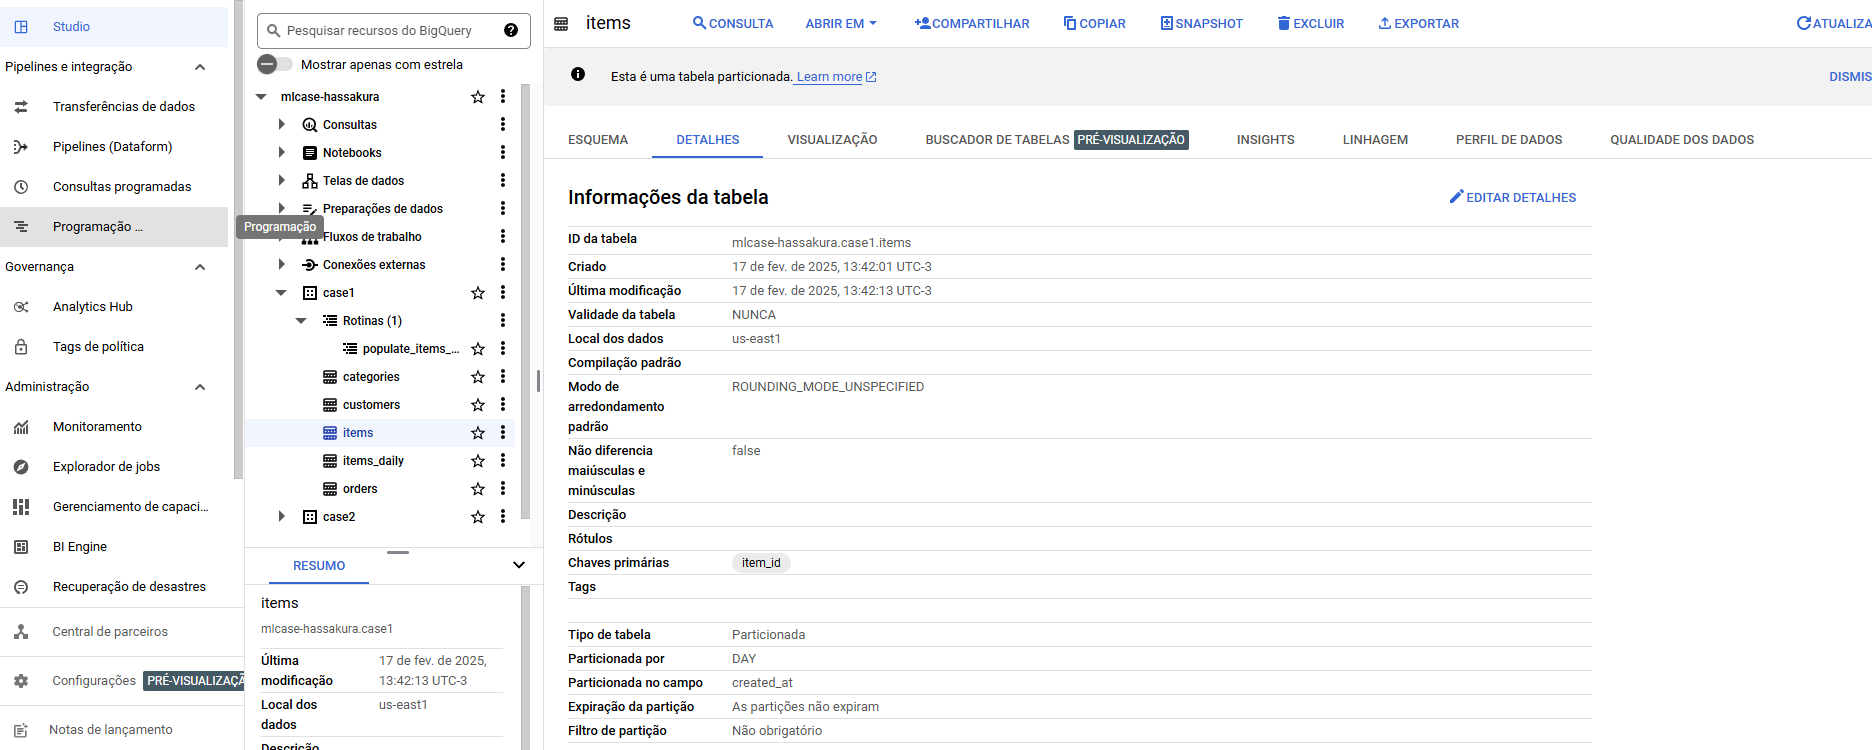 Studio
Pipelines e integração
Transferências de dados
Pipelines (Dataform)
Consultas programadas
Programação ...
Governança
Analytics Hub
Tags de política
Administração
Monitoramento
Explorador de jobs
Gerenciamento de capaci...
BI Engine
Recuperação de desastres
Central de parceiros
Configurações PRÉ-VISUALIZAÇÃ
Notas de lançamento
Pesquisar recursos do BigQuery
Mostrar apenas com estrela
mlcase-hassakura
Consultas
Notebooks
Telas de dados
Preparações de dados
Programação
Fluxos de trabalho
Conexões externas
case1
Rotinas (1)
populate_items_...
categories
customers
items
items_daily
orders
case2
RESUMO
items
mlcase-hassakura.case1
Última modificação 17 de fev. de 2025, 13:42:13 UTC-3
Local dos dados us-east1
Descrição
items
CONSULTA ABRIR EM COMPARTILHAR COPIAR SNAPSHOT EXCLUIR EXPORTAR ATUALIZA
Esta é uma tabela particionada. Learn more DISMIS
ESQUEMA DETALHES VISUALIZAÇÃO BUSCADOR DE TABELAS PRÉ-VISUALIZAÇÃO INSIGHTS LINHAGEM PERFIL DE DADOS QUALIDADE DOS DADOS
Informações da tabela EDITAR DETALHES
ID da tabela mlcase-hassakura.case1.items
Criado 17 de fev. de 2025, 13:42:01 UTC-3
Última modificação 17 de fev. de 2025, 13:42:13 UTC-3
Validade da tabela NUNCA
Local dos dados us-east1
Compilação padrão
Modo de arredondamento padrão ROUNDING_MODE_UNSPECIFIED
Não diferencia maiúsculas e minúsculas false
Descrição
Rótulos
Chaves primárias item_id
Tags
Tipo de tabela Particionada
Particionada por DAY
Particionada no campo created_at
Expiração da partição As partições não expiram
Filtro de partição Não obrigatório